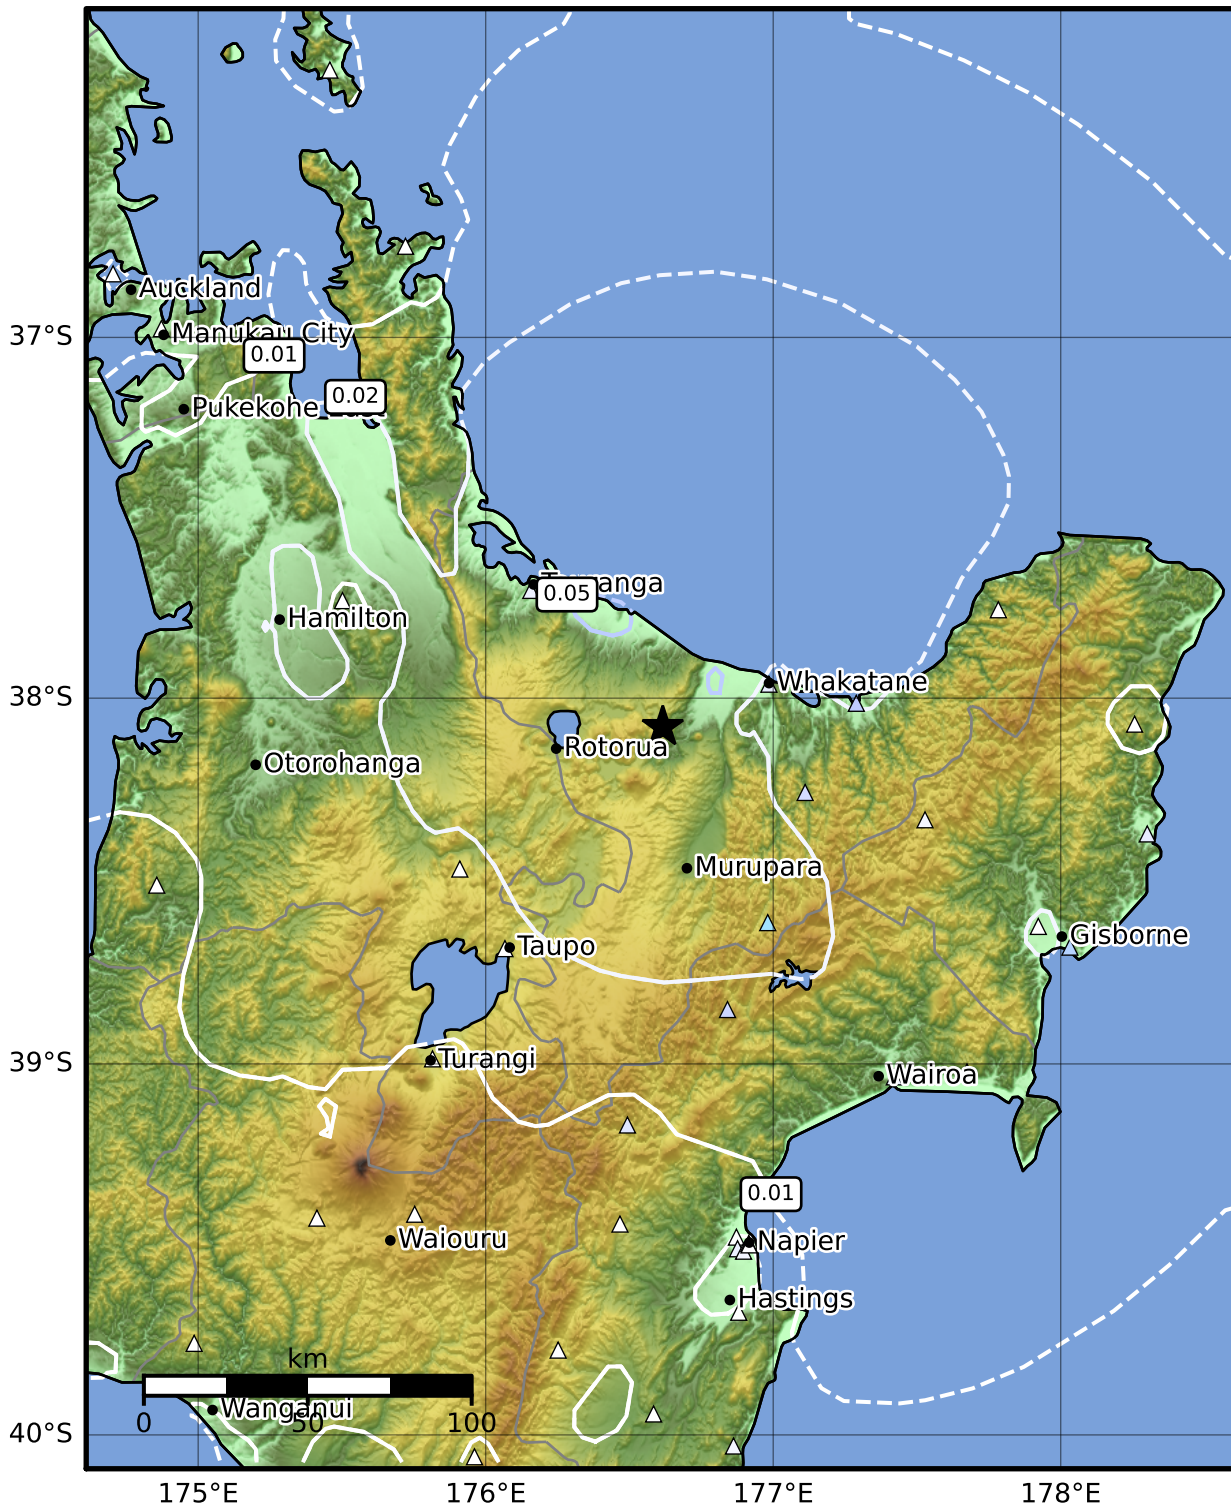 Auckland
Manukau City
37°S
0.01
0.02
Pukekohe
Tauranga
0.05
Hamilton
Whakatane
38°S
Rotorua
Otorohanga
Murupara
Gisborne
Taupo
39°S
Turangi
Wairoa
0.01
Waiouru
Napier
Hastings
km
Wanganui
0 50 100
40°S
175°E 176°E 177°E 178°E